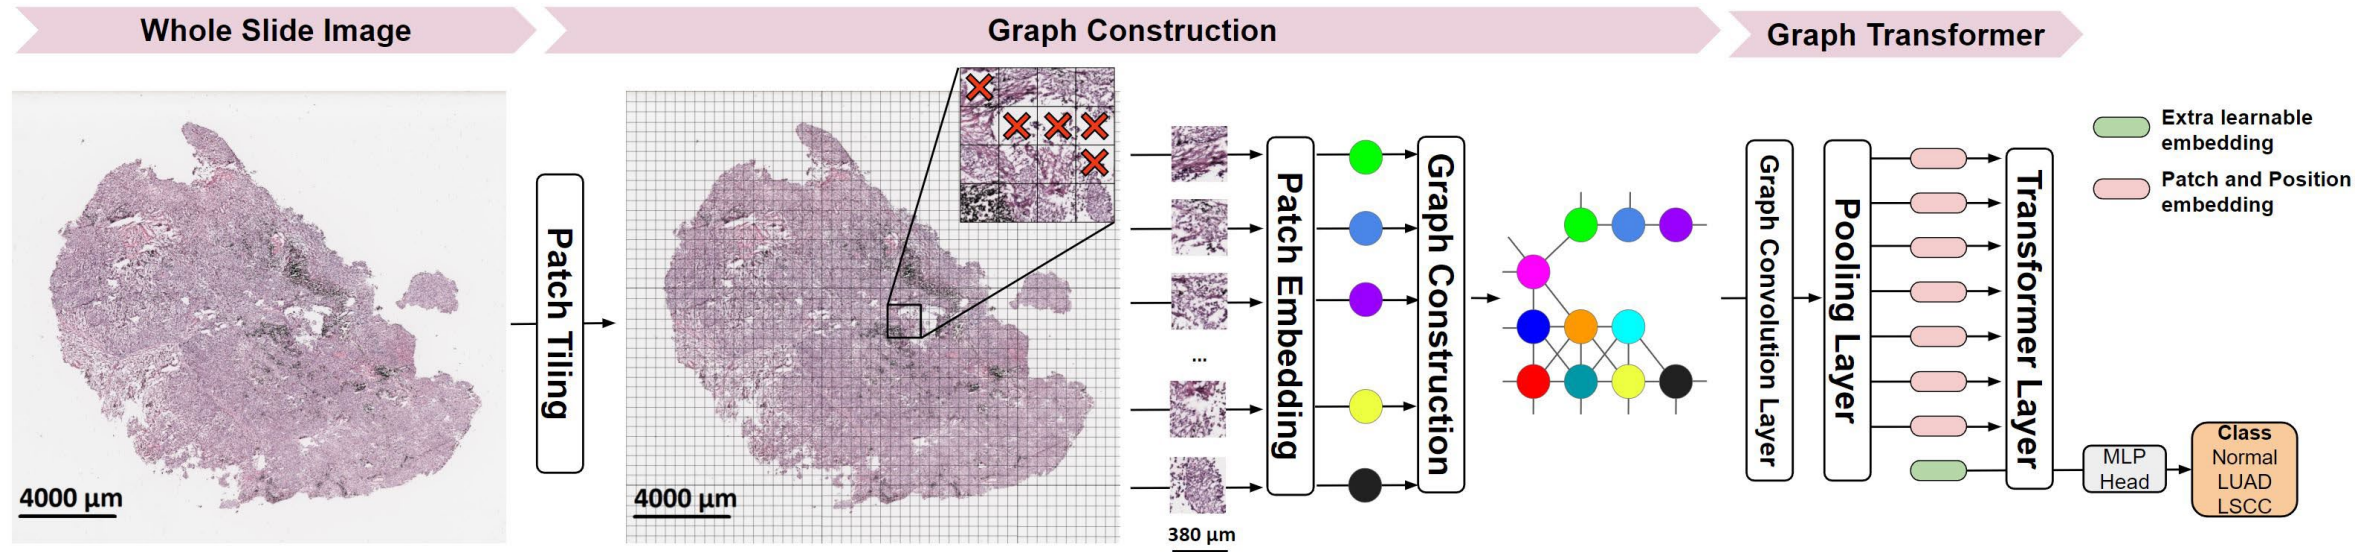 Whole Slide Image
Graph Construction
Graph Transformer
4000 µm
Patch Tiling
4000 µm
...
380 µm
Patch Embedding
Graph Construction
Graph Convolution Layer
Pooling Layer
Transformer Layer
Extra learnable
embedding
Patch and Position
embedding
MLP
Head
Class
Normal
LUAD
LSCC